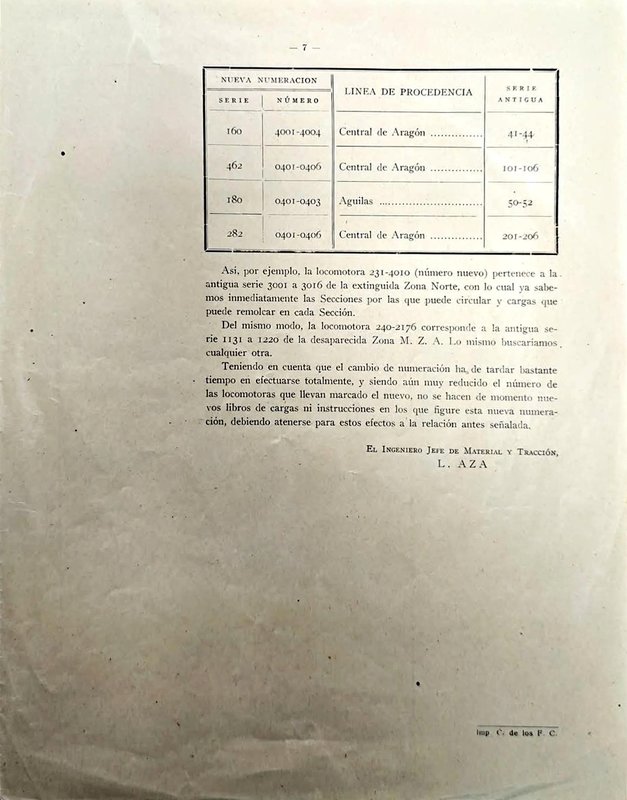 — 7 —
NUEVA NUMERACION LINEA DE PROCEDENCIA SERIE ANTIGUA
SERIE NÚMERO
160 4001-4004 Central de Aragón .............. 41-44
462 0401-0406 Central de Aragón .............. 101-106
180 0401-0403 Aguilas ............................ 50-52
282 0401-0406 Central de Aragón .............. 201-206
Asi, por ejemplo, la locomotora 231-4010 (número nuevo) pertenece a la
antigua serie 3001 a 3016 de la extinguida Zona Norte, con lo cual ya sabe-
mos inmediatamente las Secciones por las que puede circular y cargas que
puede remolcar en cada Sección.
Del mismo modo, la locomotora 240-2176 corresponde a la antigua se-
rie 1131 a 1220 de la desaparecida Zona M. Z. A. Lo mismo buscaríamos
cualquier otra.
Teniendo en cuenta que el cambio de numeración ha de tardar bastante
tiempo en efectuarse totalmente, y siendo aún muy reducido el número de
las locomotoras que llevan marcado el nuevo, no se hacen de momento nue-
vos libros de cargas ni instrucciones en los que figure esta nueva numera-
ción, debiendo atenerse para estos efectos a la relación antes señalada.
EL INGENIERO JEFE DE MATERIAL Y TRACCIÓN,
L. AZA
Imp. C. de los F. C.